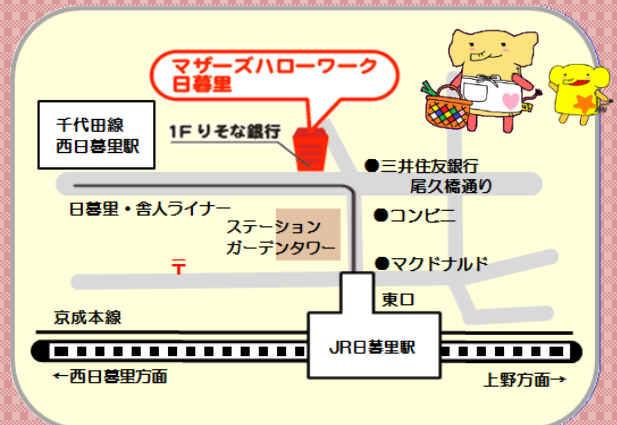 マザーズハローワーク
日暮里
千代田線
西日暮里駅
1F りそな銀行
●三井住友銀行
尾久橋通り
日暮里・舎人ライナー
ステーション
ガーデンタワー
●コンビニ
〒
●マクドナルド
東口
京成本線
JR日暮里駅
←西日暮里方面
上野方面→